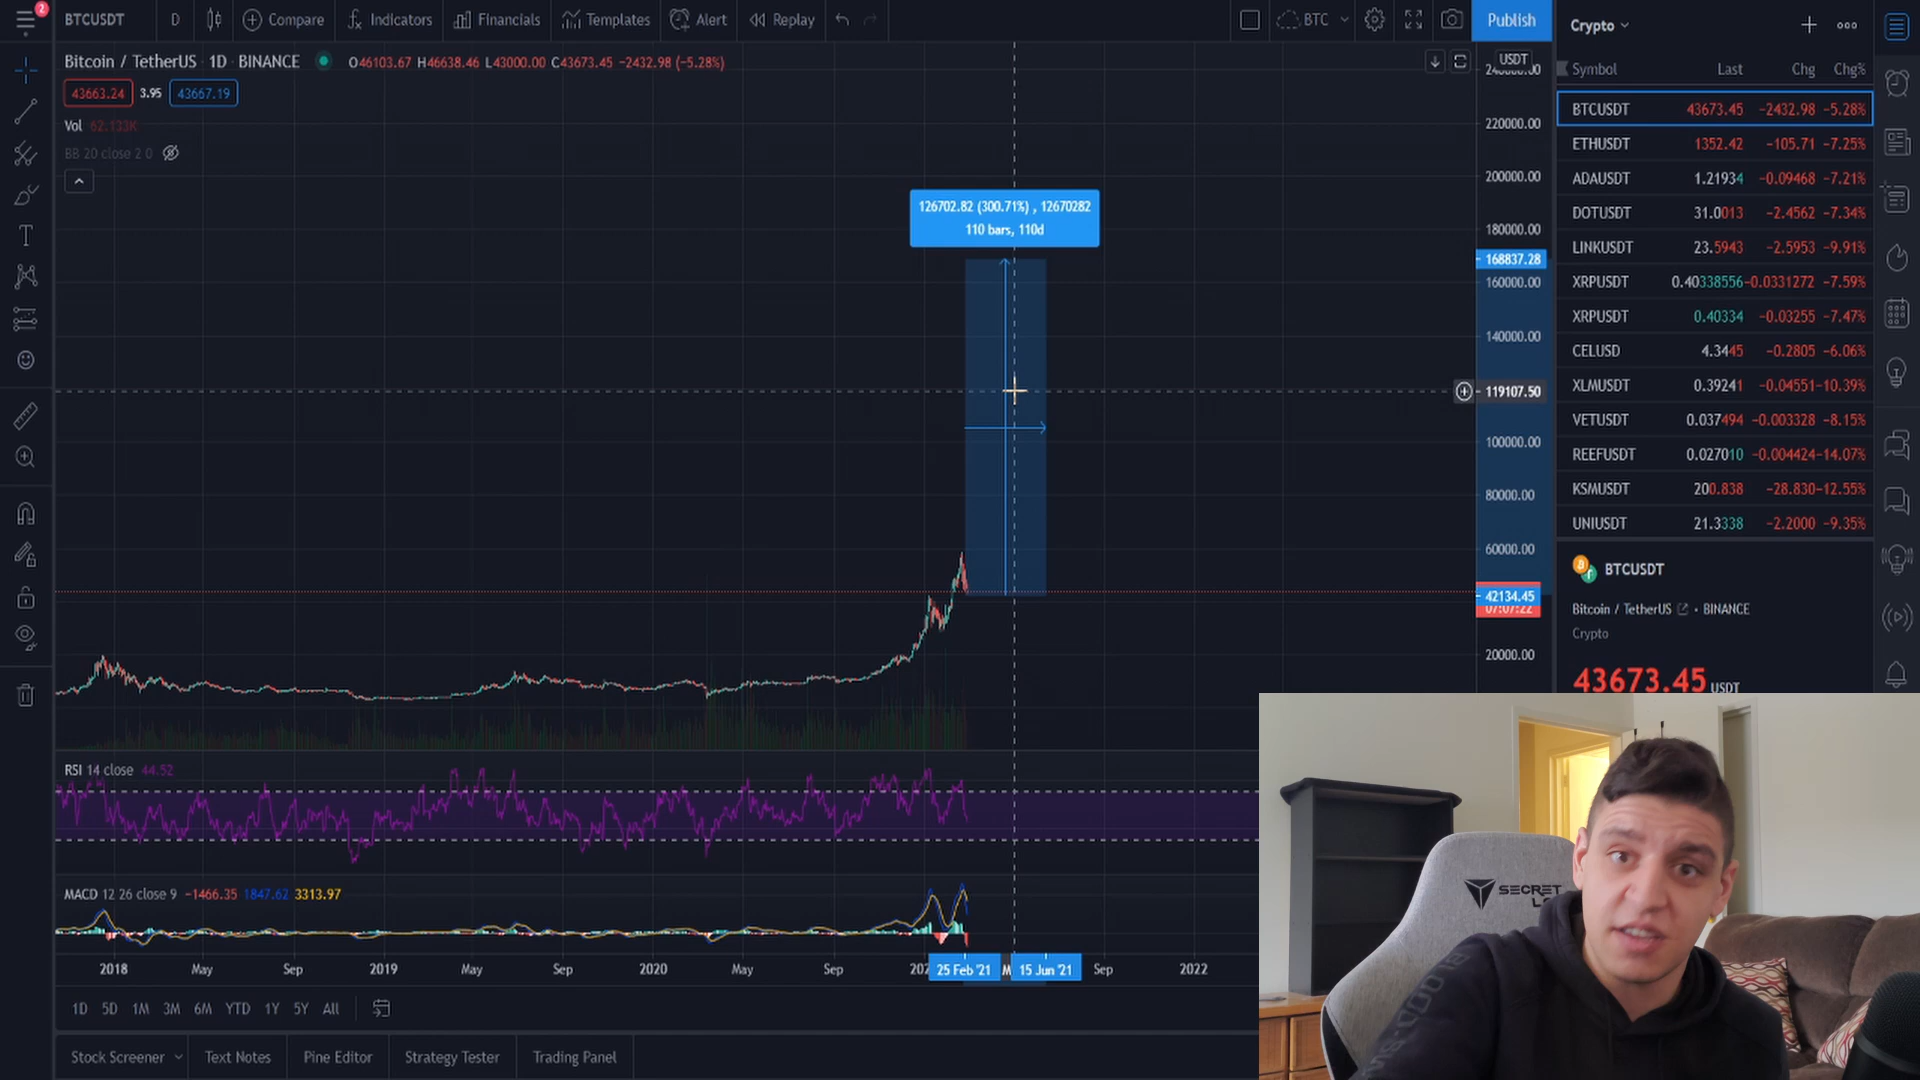 2
BTCUSDT D Compare Indicators Financials Templates Alert Replay BTC Publish
Bitcoin / TetherUS 1D BINANCE O46103.67 H46638.46 L43000.00 C43673.45 −2432.98 (−5.28%)
43663.24 3.95 43667.19
Vol 62.133K
BB 20 close 2 0
USDT
240000.00
220000.00
200000.00
180000.00
168837.28
160000.00
140000.00
119107.50
100000.00
80000.00
60000.00
42134.45
07:07:22
20000.00
126702.82 (300.71%) , 12670282
110 bars, 110d
RSI 14 close 44.52
MACD 12 26 close 9 −1466.35 1847.62 3313.97
2018 May Sep 2019 May Sep 2020 May Sep 202 25 Feb '21 M 15 Jun '21 Sep 2022
1D 5D 1M 3M 6M YTD 1Y 5Y All
Stock Screener Text Notes Pine Editor Strategy Tester Trading Panel
Crypto
Symbol Last Chg Chg%
BTCUSDT 43673.45 −2432.98 −5.28%
ETHUSDT 1352.42 −105.71 −7.25%
ADAUSDT 1.21934 −0.09468 −7.21%
DOTUSDT 31.0013 −2.4562 −7.34%
LINKUSDT 23.5943 −2.5953 −9.91%
XRPUSDT 0.40338556 −0.0331272 −7.59%
XRPUSDT 0.40334 −0.03255 −7.47%
CELUSD 4.3445 −0.2805 −6.06%
XLMUSDT 0.39241 −0.04551 −10.39%
VETUSDT 0.037494 −0.003328 −8.15%
REEFUSDT 0.027010 −0.004424 −14.07%
KSMUSDT 200.838 −28.830 −12.55%
UNIUSDT 21.3338 −2.2000 −9.35%
BTCUSDT
Bitcoin / TetherUS • BINANCE
Crypto
43673.45 USDT
SECRET
L